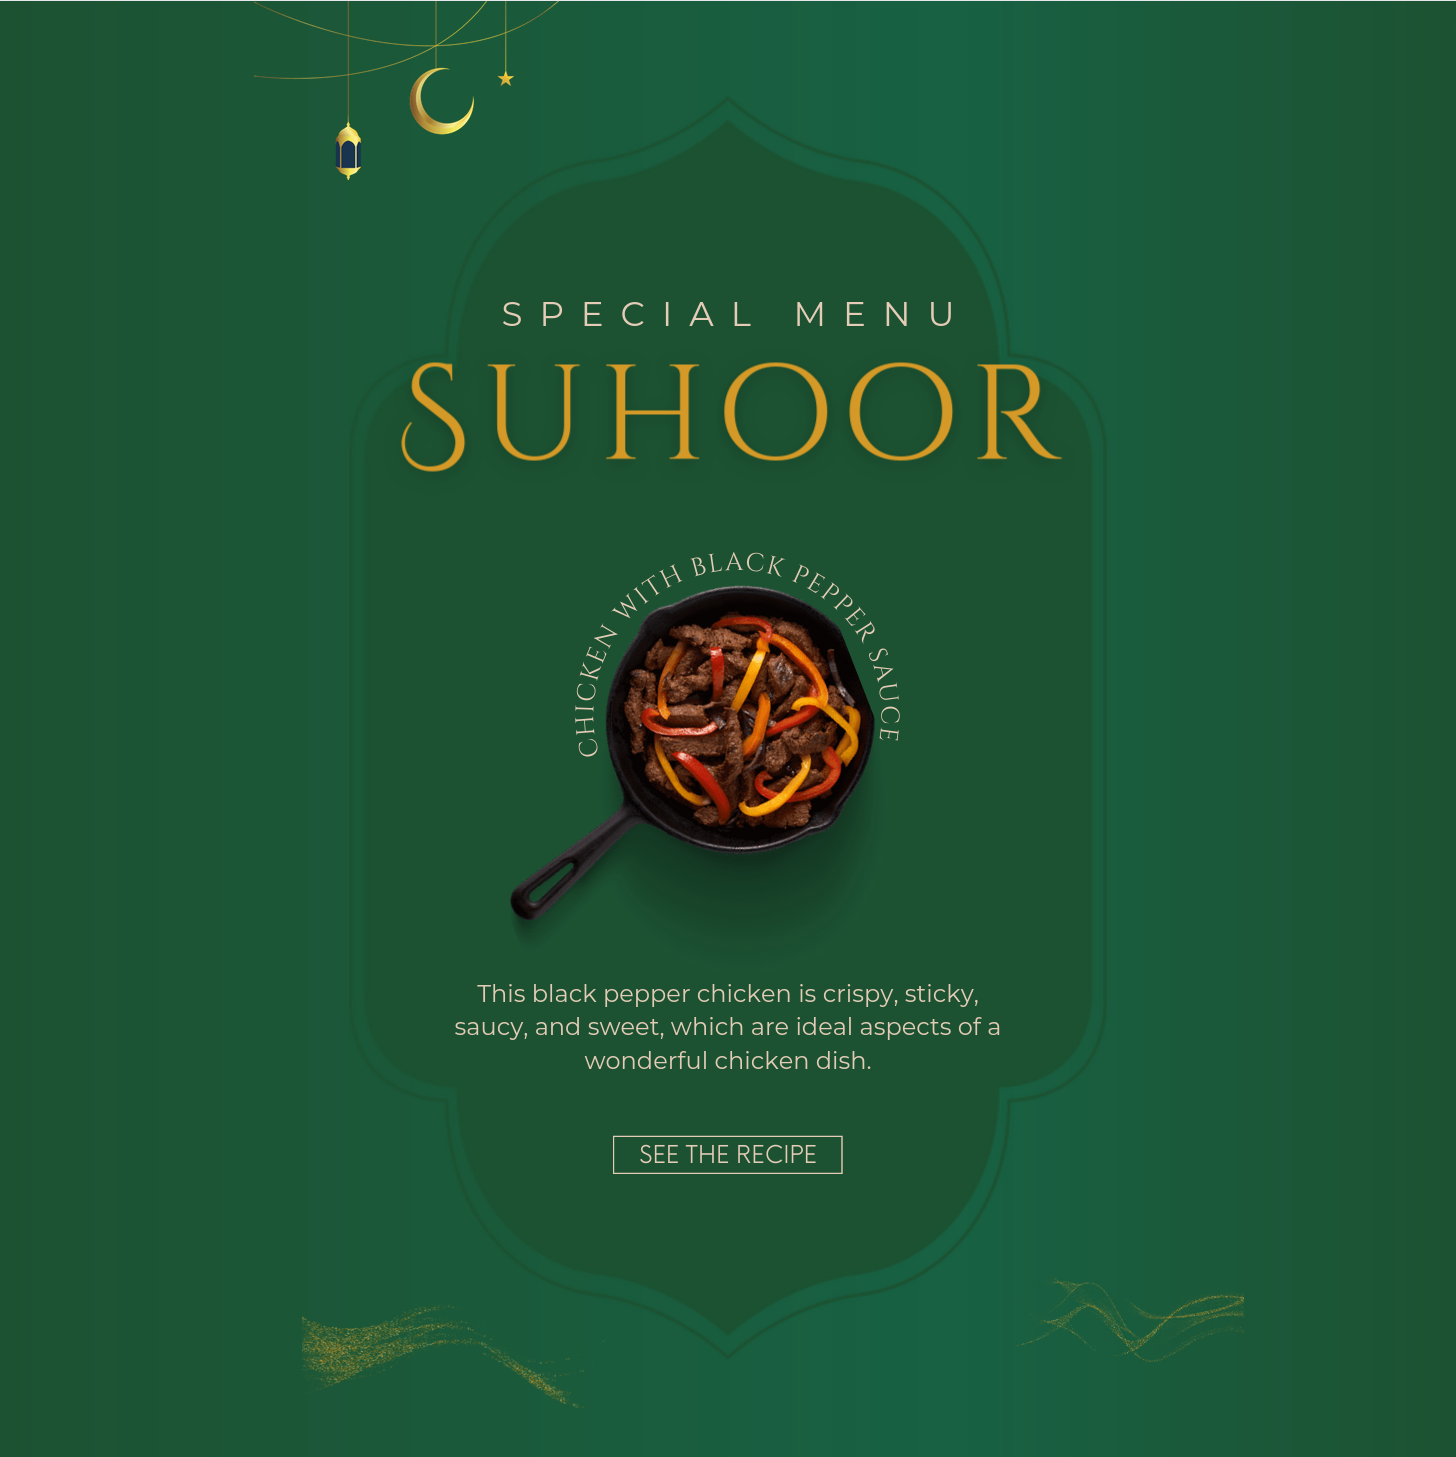 SPECIAL MENU
SUHOOR
CHICKEN WITH BLACK PEPPER SAUCE
This black pepper chicken is crispy, sticky,
saucy, and sweet, which are ideal aspects of a
wonderful chicken dish.
SEE THE RECIPE